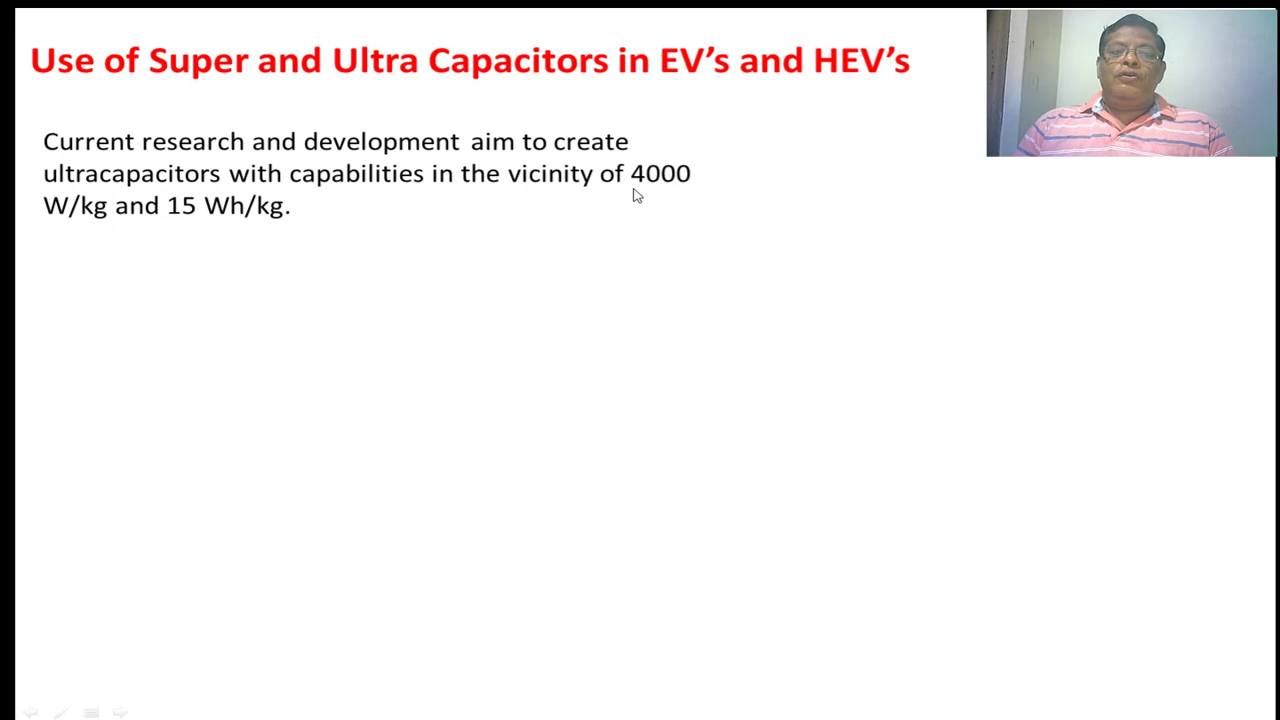 Use of Super and Ultra Capacitors in EV’s and HEV’s
Current research and development aim to create
ultracapacitors with capabilities in the vicinity of 4000
W/kg and 15 Wh/kg.